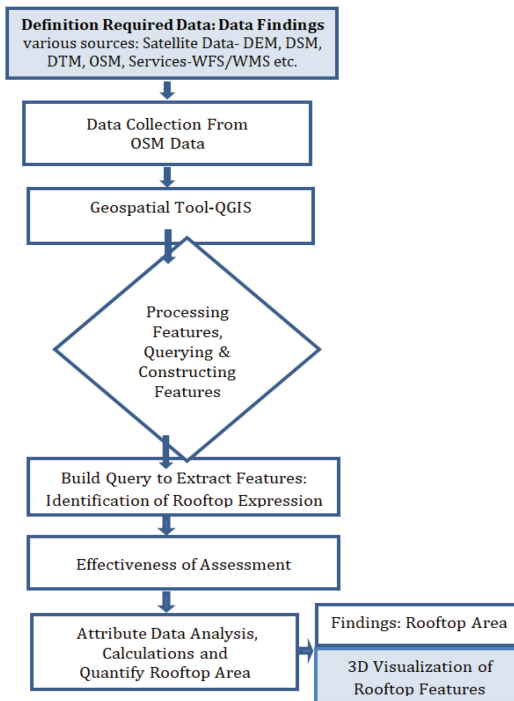 Definition Required Data: Data Findings
various sources: Satellite Data- DEM, DSM,
DTM, OSM, Services-WFS/WMS etc.
Data Collection From
OSM Data
Geospatial Tool-QGIS
Processing
Features,
Querying &
Constructing
Features
Build Query to Extract Features:
Identification of Rooftop Expression
Effectiveness of Assessment
Attribute Data Analysis,
Calculations and
Quantify Rooftop Area
Findings: Rooftop Area
3D Visualization of
Rooftop Features